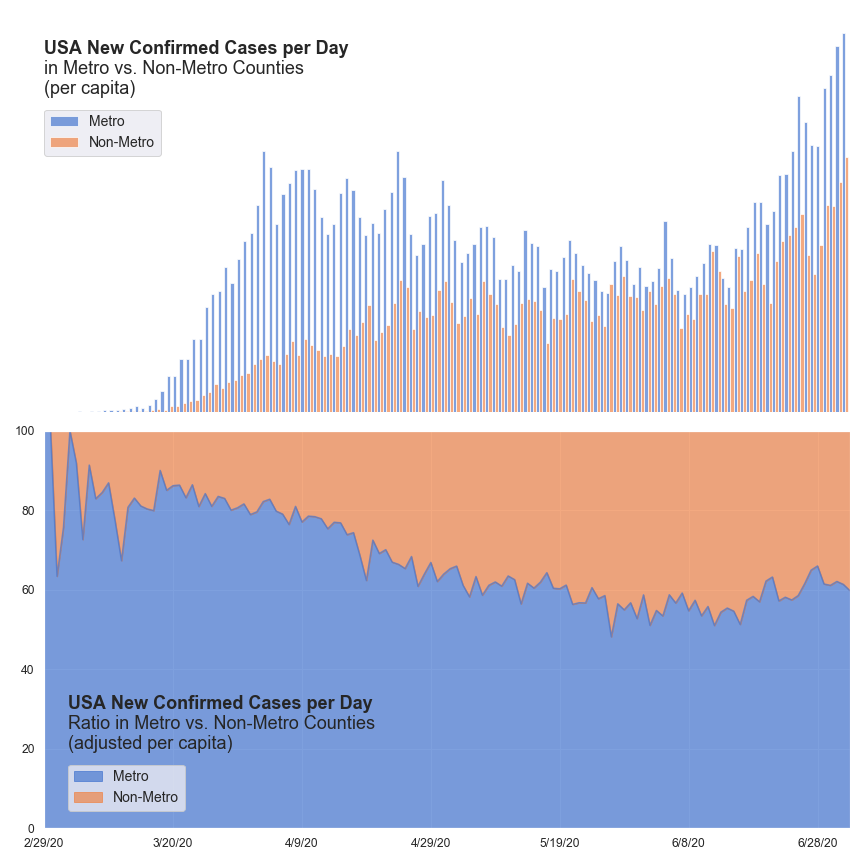 USA New Confirmed Cases per Day
in Metro vs. Non-Metro Counties
(per capita)
Metro
Non-Metro
100
80
60
40
20
0
USA New Confirmed Cases per Day
Ratio in Metro vs. Non-Metro Counties
(adjusted per capita)
Metro
Non-Metro
2/29/20 3/20/20 4/9/20 4/29/20 5/19/20 6/8/20 6/28/20